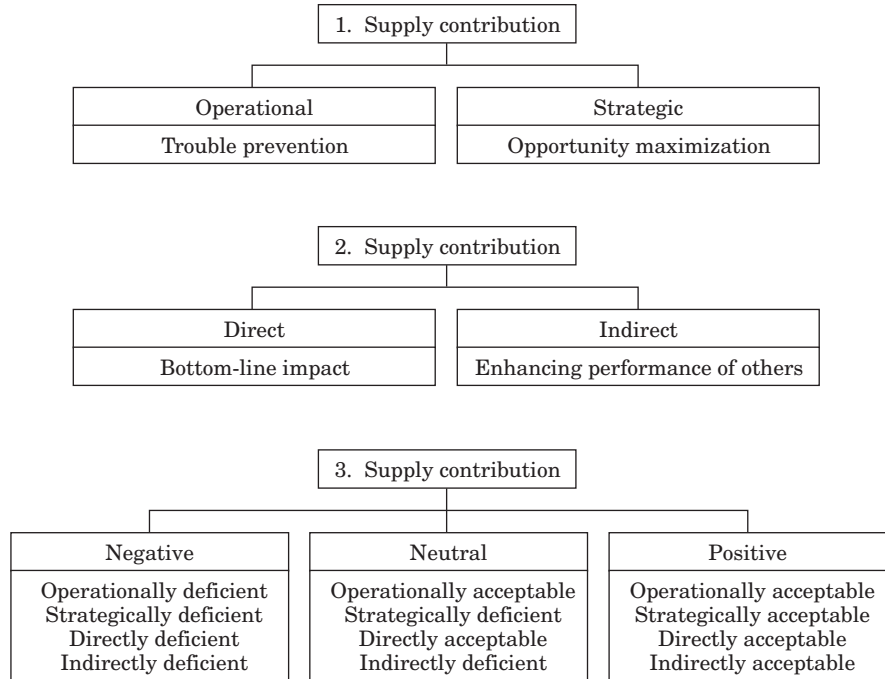 1. Supply contribution
Operational
Strategic
Trouble prevention
Opportunity maximization
2. Supply contribution
Direct
Indirect
Bottom-line impact
Enhancing performance of others
3. Supply contribution
Negative
Neutral
Positive
Operationally deficient
Strategically deficient
Directly deficient
Indirectly deficient
Operationally acceptable
Strategically deficient
Directly acceptable
Indirectly deficient
Operationally acceptable
Strategically acceptable
Directly acceptable
Indirectly acceptable